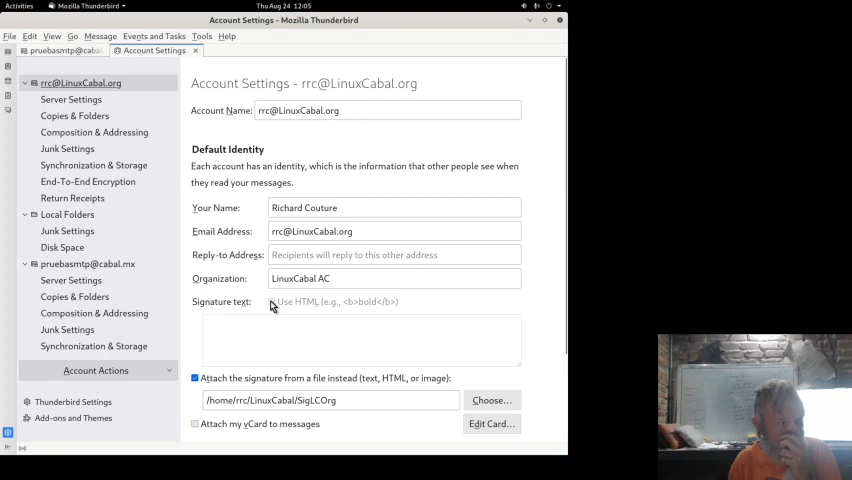 Activities Mozilla Thunderbird Thu Aug 24 12:05
Account Settings - Mozilla Thunderbird
File Edit View Go Message Events and Tasks Tools Help
pruebasmtp@cabal. Account Settings
rrc@LinuxCabal.org
Server Settings
Copies & Folders
Composition & Addressing
Junk Settings
Synchronization & Storage
End-To-End Encryption
Return Receipts
Local Folders
Junk Settings
Disk Space
pruebasmtp@cabal.mx
Server Settings
Copies & Folders
Composition & Addressing
Junk Settings
Synchronization & Storage
Account Actions
Thunderbird Settings
Add-ons and Themes
Account Settings - rrc@LinuxCabal.org
Account Name: rrc@LinuxCabal.org
Default Identity
Each account has an identity, which is the information that other people see when
they read your messages.
Your Name: Richard Couture
Email Address: rrc@LinuxCabal.org
Reply-to Address: Recipients will reply to this other address
Organization: LinuxCabal AC
Signature text: Use HTML (e.g., <b>bold</b>)
Attach the signature from a file instead (text, HTML, or image):
/home/rrc/LinuxCabal/SigLCOrg Choose...
Attach my vCard to messages Edit Card...